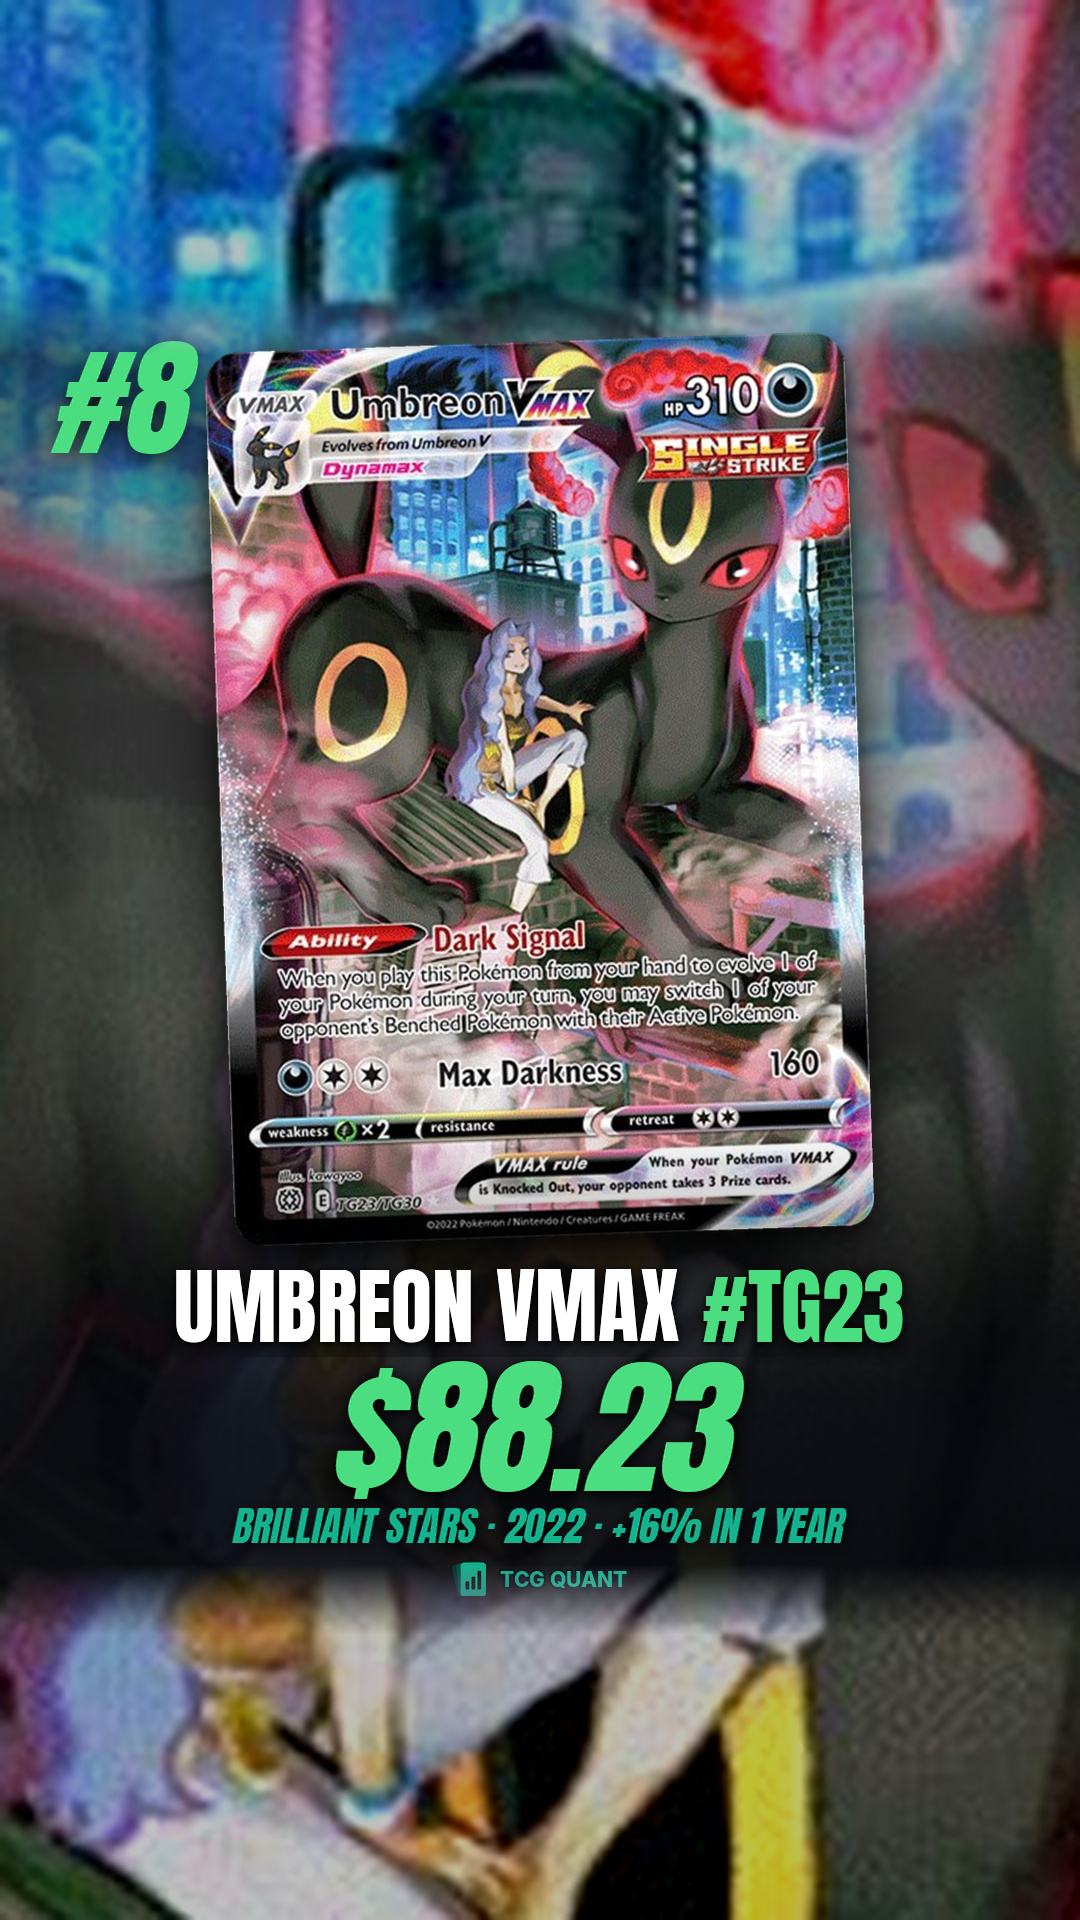 #8
VMAX
Umbreon VMAX
HP 310
Evolves from Umbreon V
Dynamax
SINGLE STRIKE
Ability Dark Signal
When you play this Pokémon from your hand to evolve 1 of
your Pokémon during your turn, you may switch 1 of your
opponent's Benched Pokémon with their Active Pokémon.
Max Darkness 160
weakness ×2 resistance retreat
VMAX rule When your Pokémon VMAX
is Knocked Out, your opponent takes 3 Prize cards.
Illus. kawayoo
E TG23/TG30
©2022 Pokémon / Nintendo / Creatures / GAME FREAK
UMBREON VMAX #TG23
$88.23
BRILLIANT STARS · 2022 · +16% IN 1 YEAR
TCG QUANT